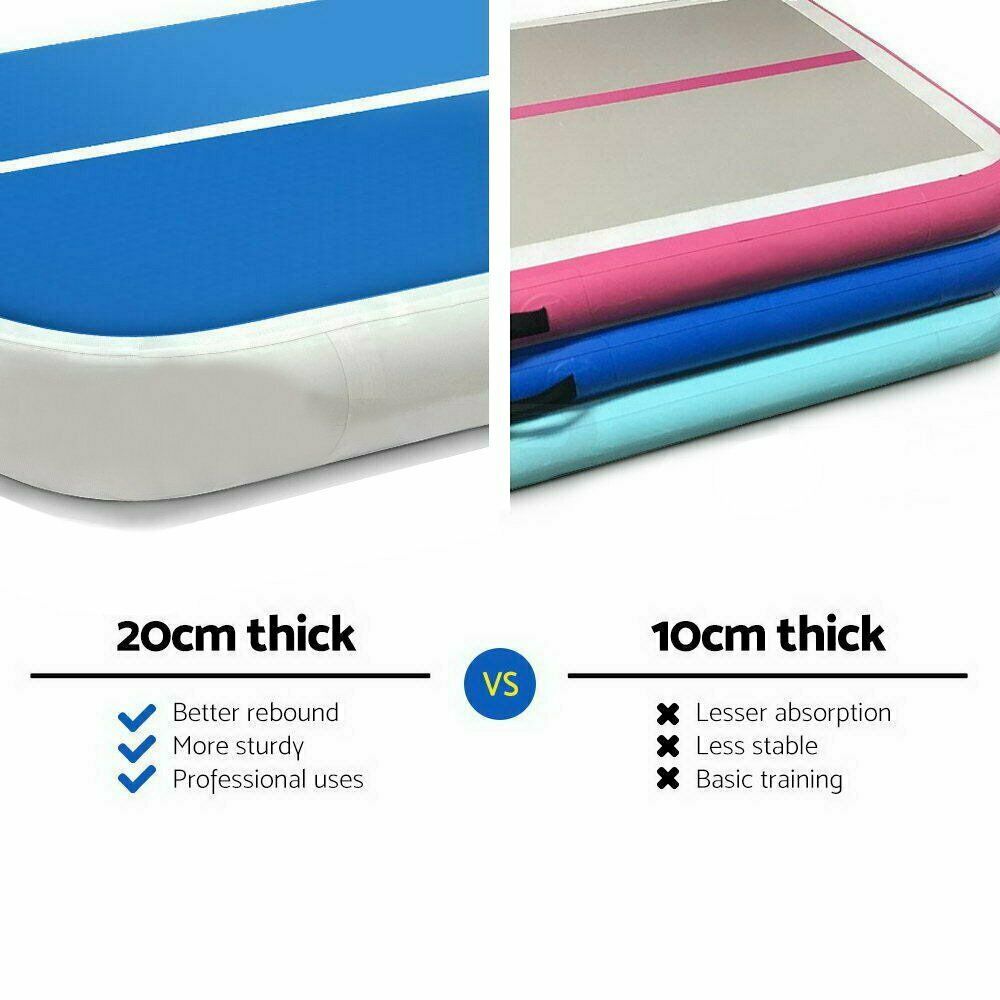 20cm thick
Better rebound
More sturdy
Professional uses
VS
10cm thick
Lesser absorption
Less stable
Basic training